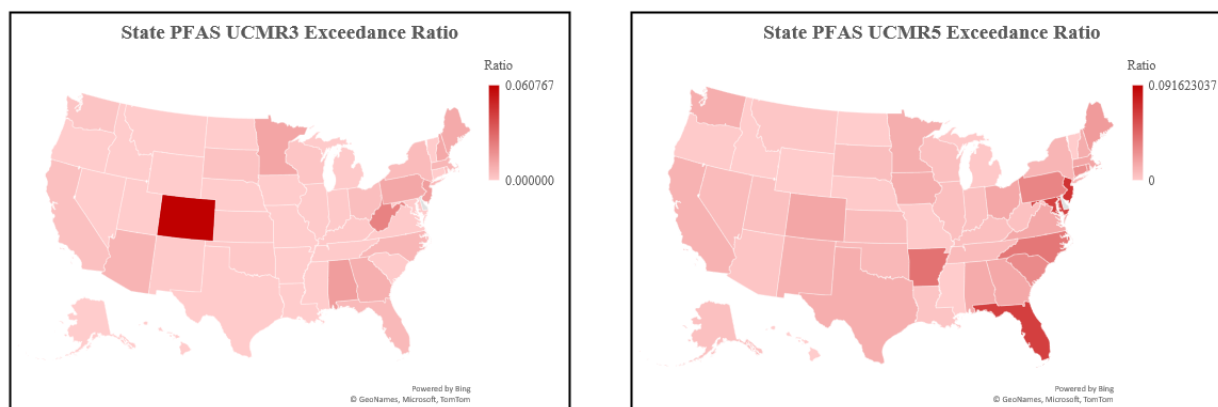 State PFAS UCMR3 Exceedance Ratio
Ratio
0.060767
0.000000
Powered by Bing
© GeoNames, Microsoft, TomTom
State PFAS UCMR5 Exceedance Ratio
Ratio
0.091623037
0
Powered by Bing
© GeoNames, Microsoft, TomTom